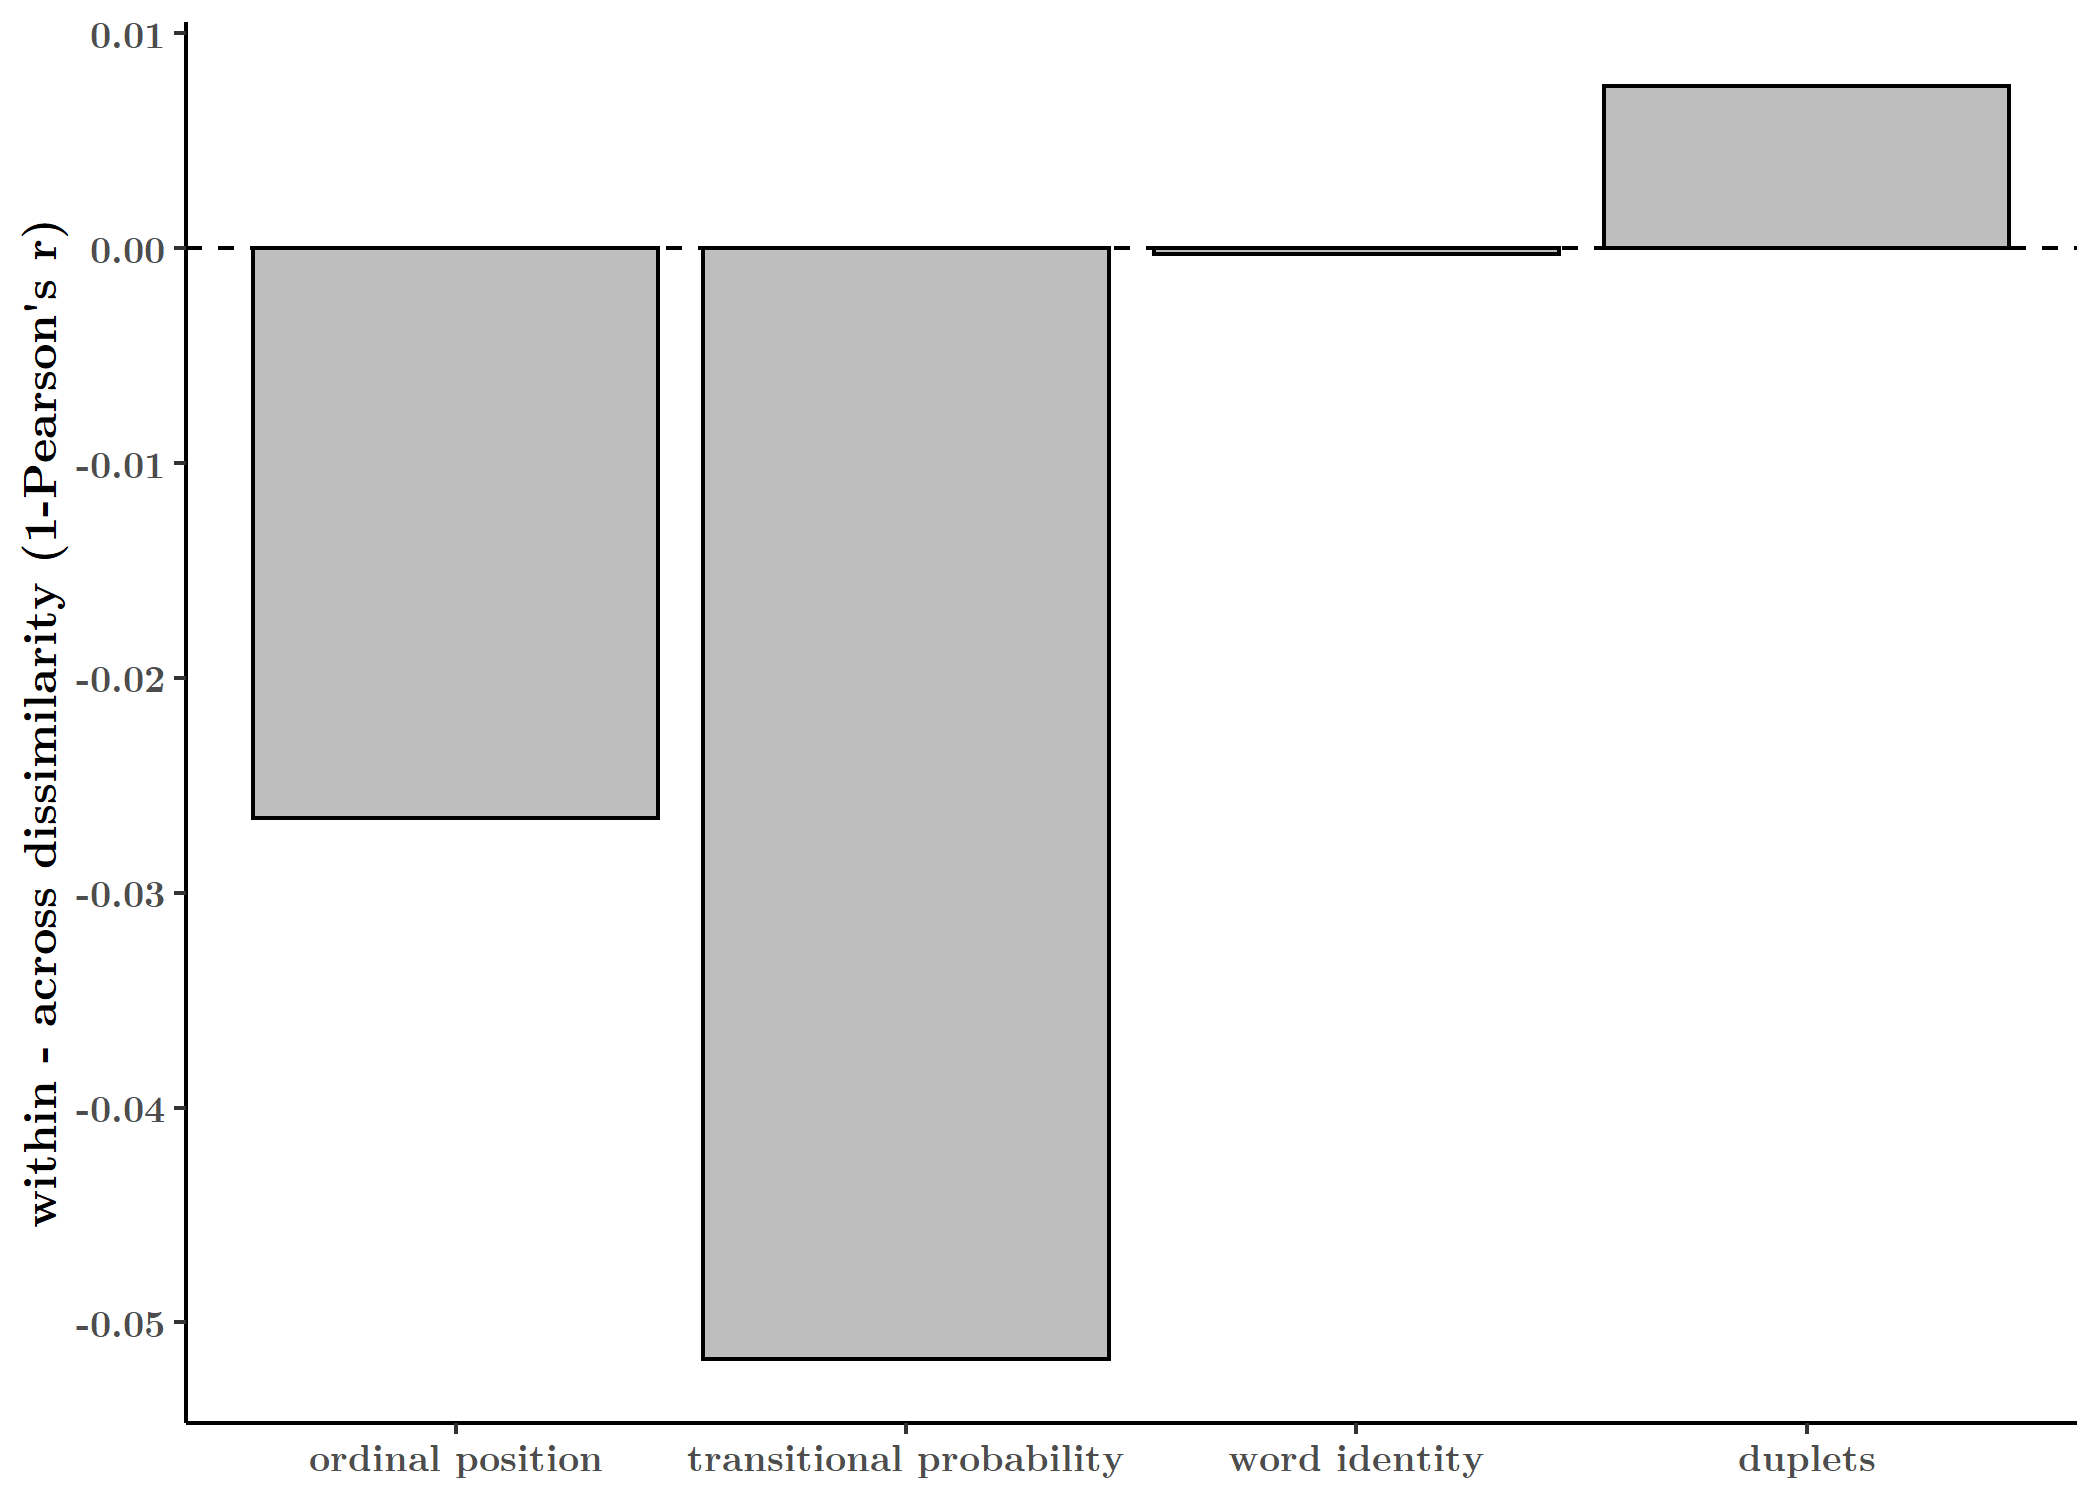 within - across dissimilarity (1-Pearson's r)
0.01
0.00
-0.01
-0.02
-0.03
-0.04
-0.05
ordinal position
transitional probability
word identity
duplets